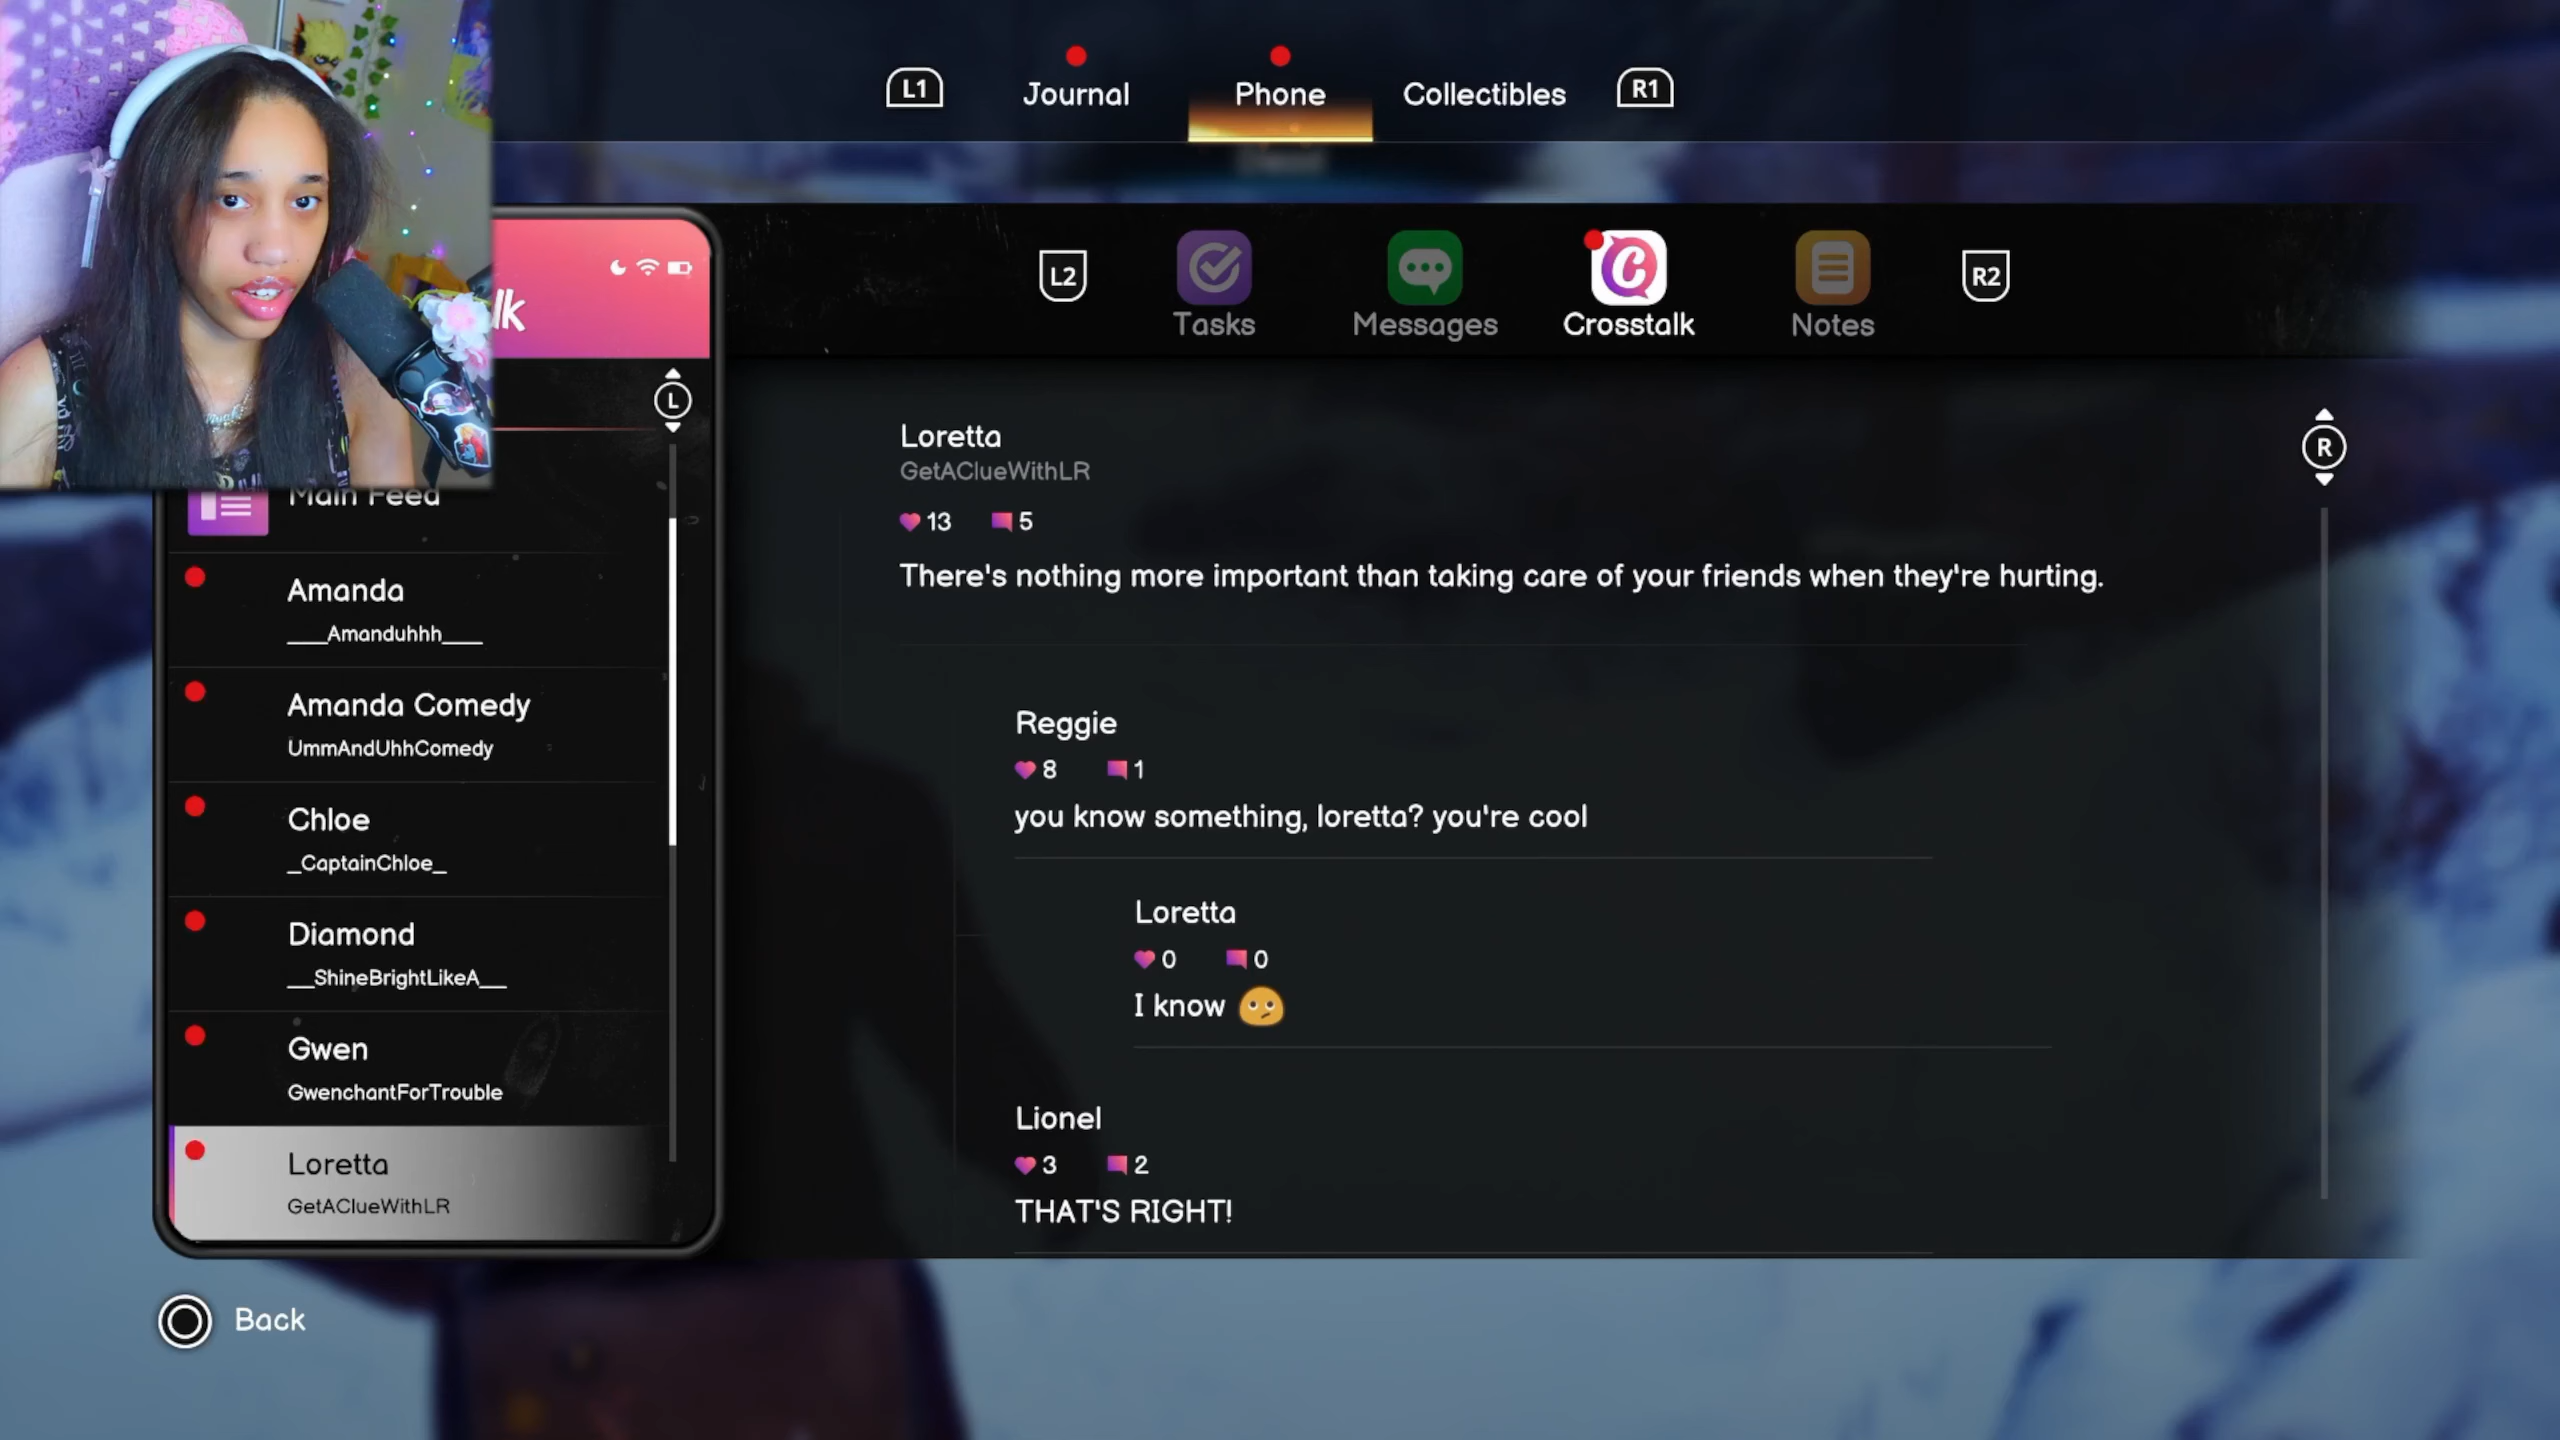 L1
Journal
Phone
Collectibles
R1
lk
L2
Tasks
Messages
Crosstalk
Notes
R2
L
Main Feed
Amanda
____Amanduhhh____
Amanda Comedy
UmmAndUhhComedy
Chloe
_CaptainChloe_
Diamond
__ShineBrightLikeA__
Gwen
GwenchantForTrouble
Loretta
GetAClueWithLR
R
Loretta
GetAClueWithLR
13 5
There's nothing more important than taking care of your friends when they're hurting.
Reggie
8 1
you know something, loretta? you're cool
Loretta
0 0
I know
Lionel
3 2
THAT'S RIGHT!
Back